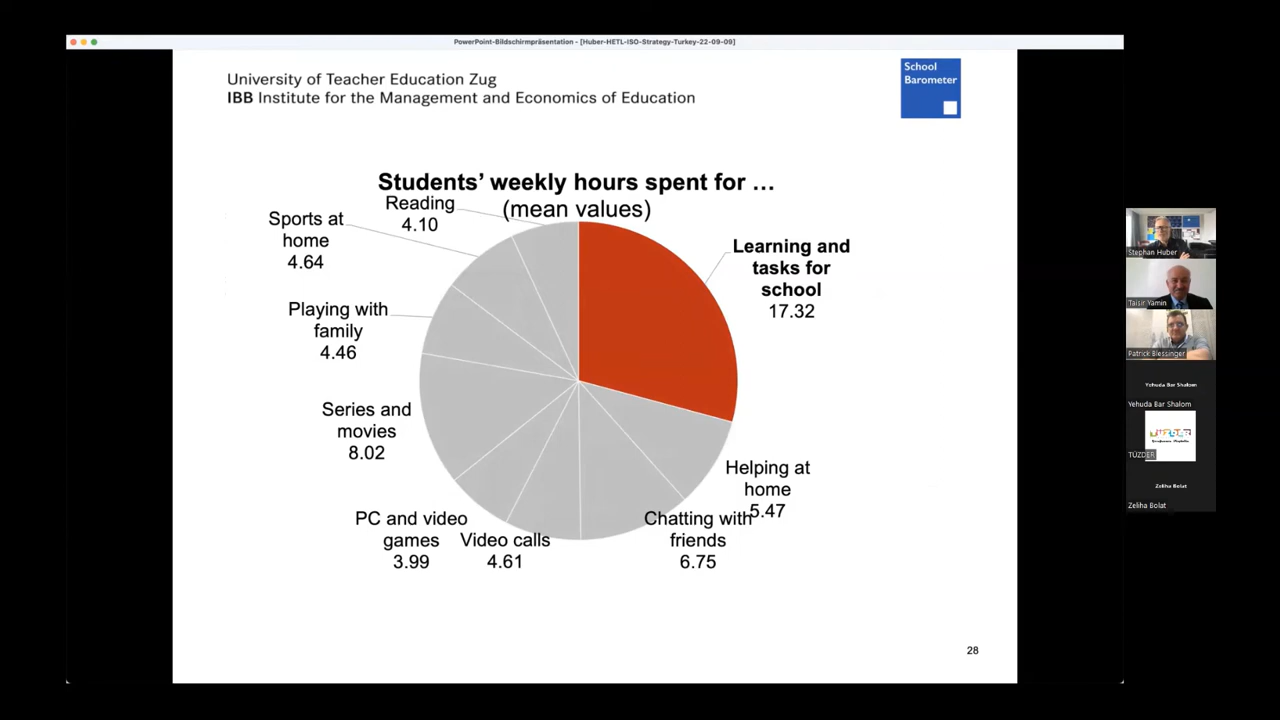 PowerPoint-Bildschirmpräsentation - [Huber-HETL-ISO-Strategy-Turkey-22-09-09]
University of Teacher Education Zug
IBB Institute for the Management and Economics of Education
School
Barometer
Students’ weekly hours spent for …
(mean values)
Reading
4.10
Sports at
home
4.64
Playing with
family
4.46
Series and
movies
8.02
PC and video
games
3.99
Video calls
4.61
Chatting with
friends
6.75
Helping at
home
5.47
Learning and
tasks for
school
17.32
28
Stephan Huber
Taisir Yamin
Patrick Blessinger
Yehuda Bar Shalom
Yehuda Bar Shalom
TÜZDER
Zeliha Bolat
Zeliha Bolat